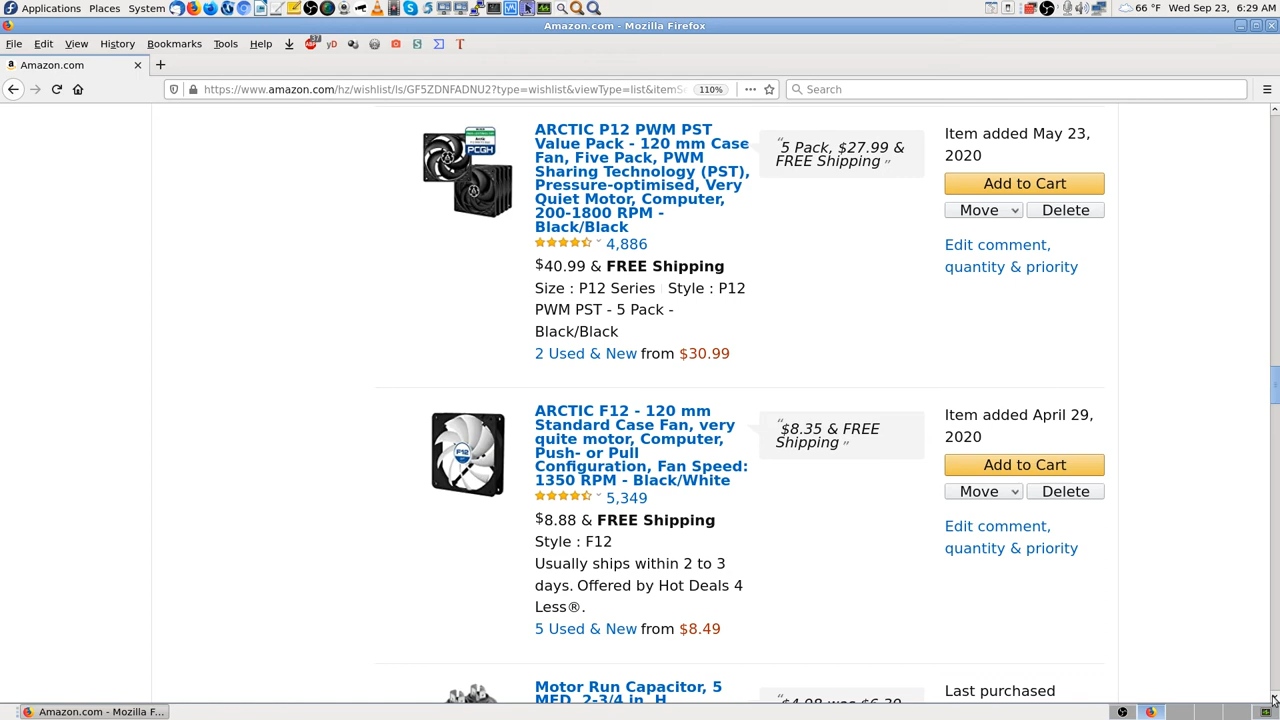 Applications Places System
66 °F Wed Sep 23, 6:29 AM
Amazon.com - Mozilla Firefox
File Edit View History Bookmarks Tools Help
Amazon.com
https://www.amazon.com/hz/wishlist/ls/GF5ZDNFADNU2?type=wishlist&viewType=list&itemS 110% Search
ARCTIC P12 PWM PST
Value Pack - 120 mm Case
Fan, Five Pack, PWM
Sharing Technology (PST),
Pressure-optimised, Very
Quiet Motor, Computer,
200-1800 RPM -
Black/Black
4,886
$40.99 & FREE Shipping
Size : P12 Series Style : P12
PWM PST - 5 Pack -
Black/Black
2 Used & New from $30.99
“5 Pack, $27.99 &
FREE Shipping”
Item added May 23,
2020
Add to Cart
Move Delete
Edit comment,
quantity & priority
ARCTIC F12 - 120 mm
Standard Case Fan, very
quite motor, Computer,
Push- or Pull
Configuration, Fan Speed:
1350 RPM - Black/White
5,349
$8.88 & FREE Shipping
Style : F12
Usually ships within 2 to 3
days. Offered by Hot Deals 4
Less®.
5 Used & New from $8.49
“$8.35 & FREE
Shipping”
Item added April 29,
2020
Add to Cart
Move Delete
Edit comment,
quantity & priority
Motor Run Capacitor, 5
MFD, 2-3/4 in. H
“$4.98 was $6.39
Last purchased
Amazon.com - Mozilla F...